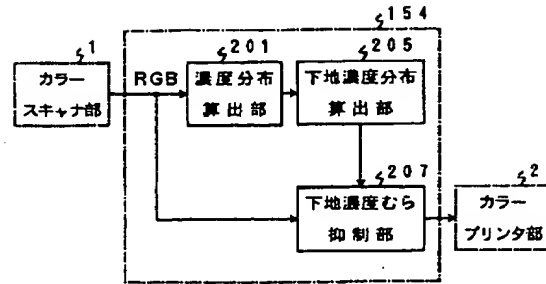 154
1
201
205
RGB
カラー
スキャナ部
濃度分布
算出部
下地濃度分布
算出部
207
2
下地濃度むら
抑制部
カラー
プリンタ部